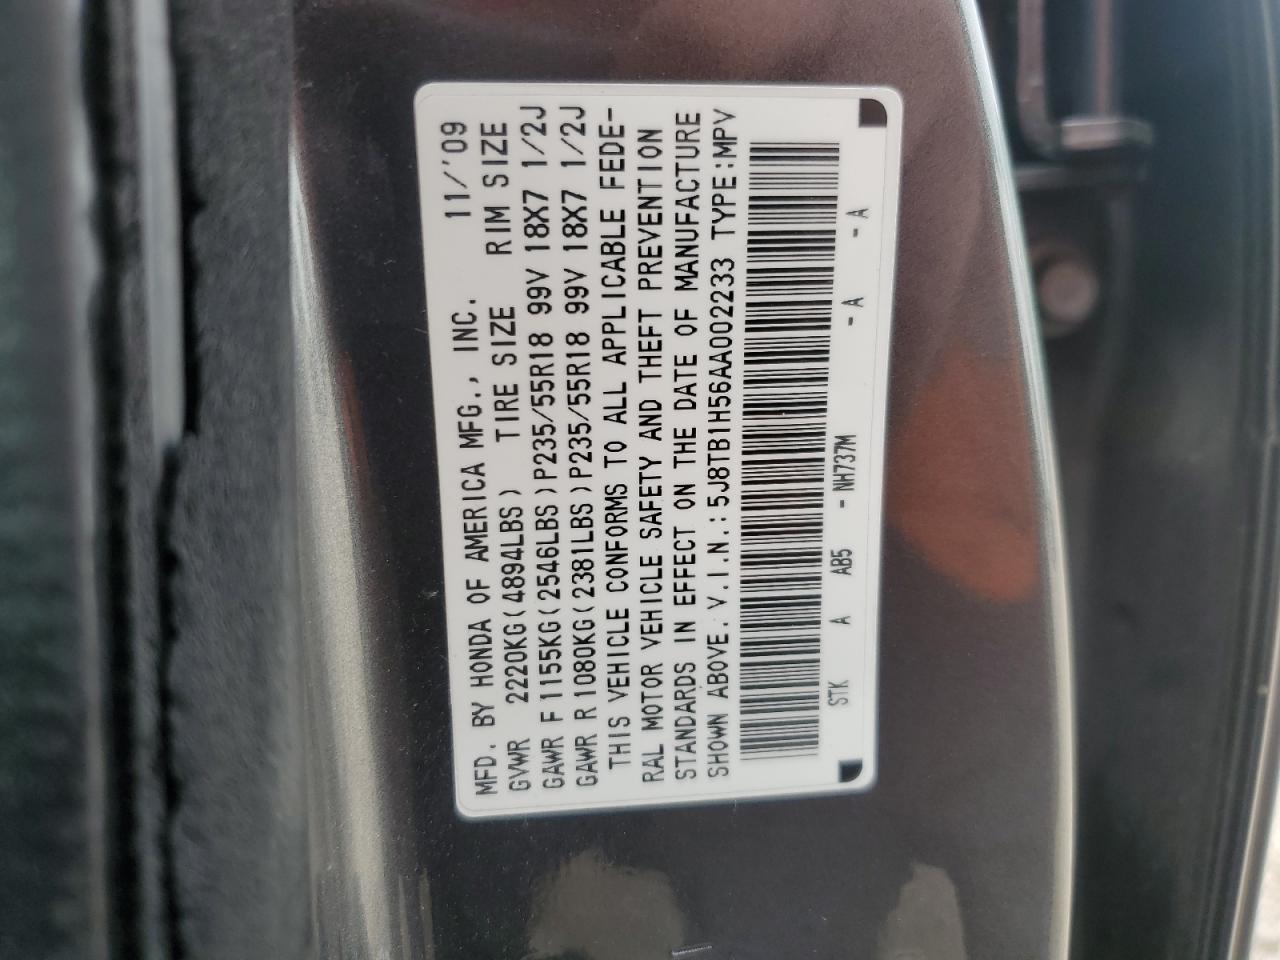 MFD. BY HONDA OF AMERICA MFG., INC. 11/'09
GVWR 2220KG(4894LBS) TIRE SIZE RIM SIZE
GAWR F 1155KG(2546LBS)P235/55R18 99V 18X7 1/2J
GAWR R 1080KG(2381LBS)P235/55R18 99V 18X7 1/2J
THIS VEHICLE CONFORMS TO ALL APPLICABLE FEDE-
RAL MOTOR VEHICLE SAFETY AND THEFT PREVENTION
STANDARDS IN EFFECT ON THE DATE OF MANUFACTURE
SHOWN ABOVE. V.I.N.:5J8TB1H56AA002233 TYPE:MPV
STK A AB5 - NH737M - A - A